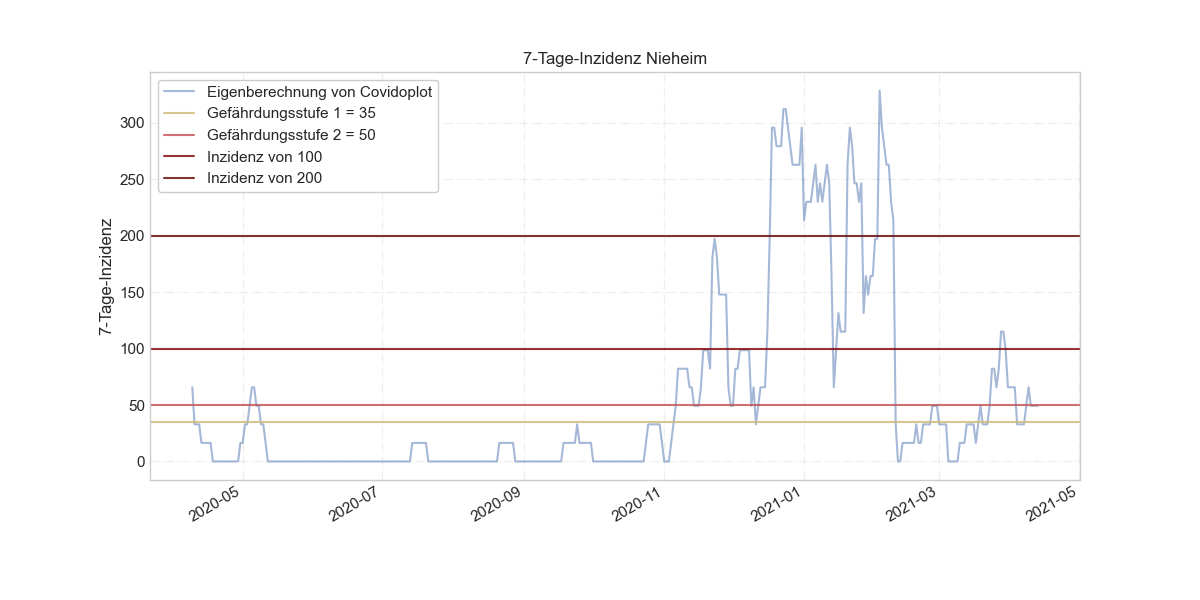 7-Tage-Inzidenz Nieheim
Eigenberechnung von Covidoplot
Gefährdungsstufe 1 = 35
Gefährdungsstufe 2 = 50
Inzidenz von 100
Inzidenz von 200
7-Tage-Inzidenz
300
250
200
150
100
50
0
2020-05
2020-07
2020-09
2020-11
2021-01
2021-03
2021-05